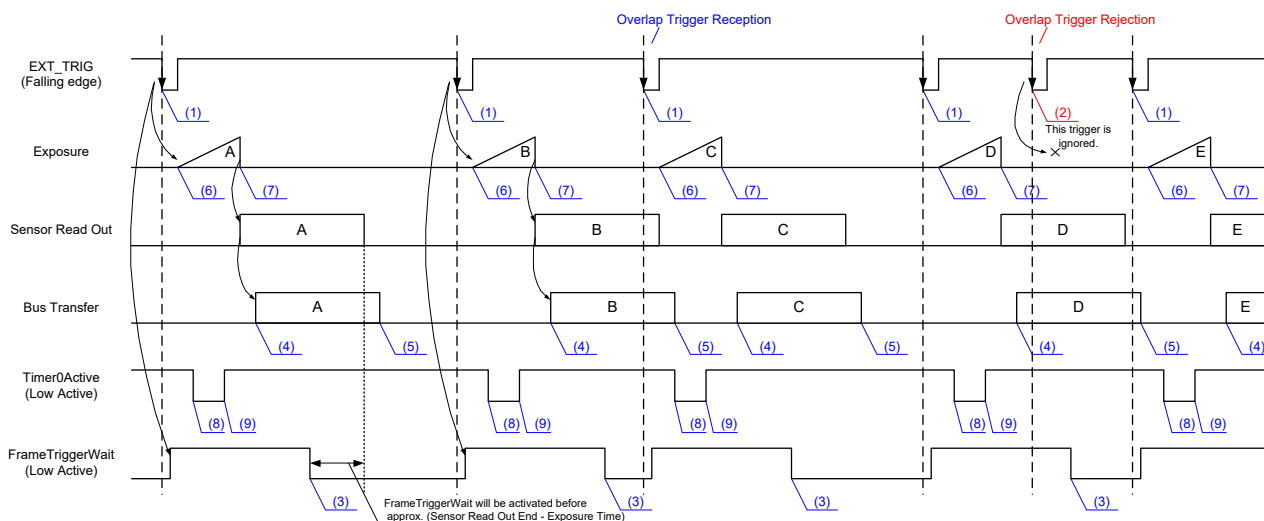 Overlap Trigger Reception
Overlap Trigger Rejection
EXT_TRIG
(Falling edge)
(1)
(1)
(1)
(1)
(2)
(1)
This trigger is
ignored.
Exposure
A
B
C
D
E
(6)
(7)
(6)
(7)
(6)
(7)
(6)
(7)
(6)
(7)
Sensor Read Out
A
B
C
D
E
Bus Transfer
A
B
C
D
E
(4)
(5)
(4)
(5)
(4)
(5)
(4)
(5)
(4)
Timer0Active
(Low Active)
(8)
(9)
(8)
(9)
(8)
(9)
(8)
(9)
(8)
(9)
FrameTriggerWait
(Low Active)
(3)
(3)
(3)
(3)
FrameTriggerWait will be activated before
approx. (Sensor Read Out End - Exposure Time)